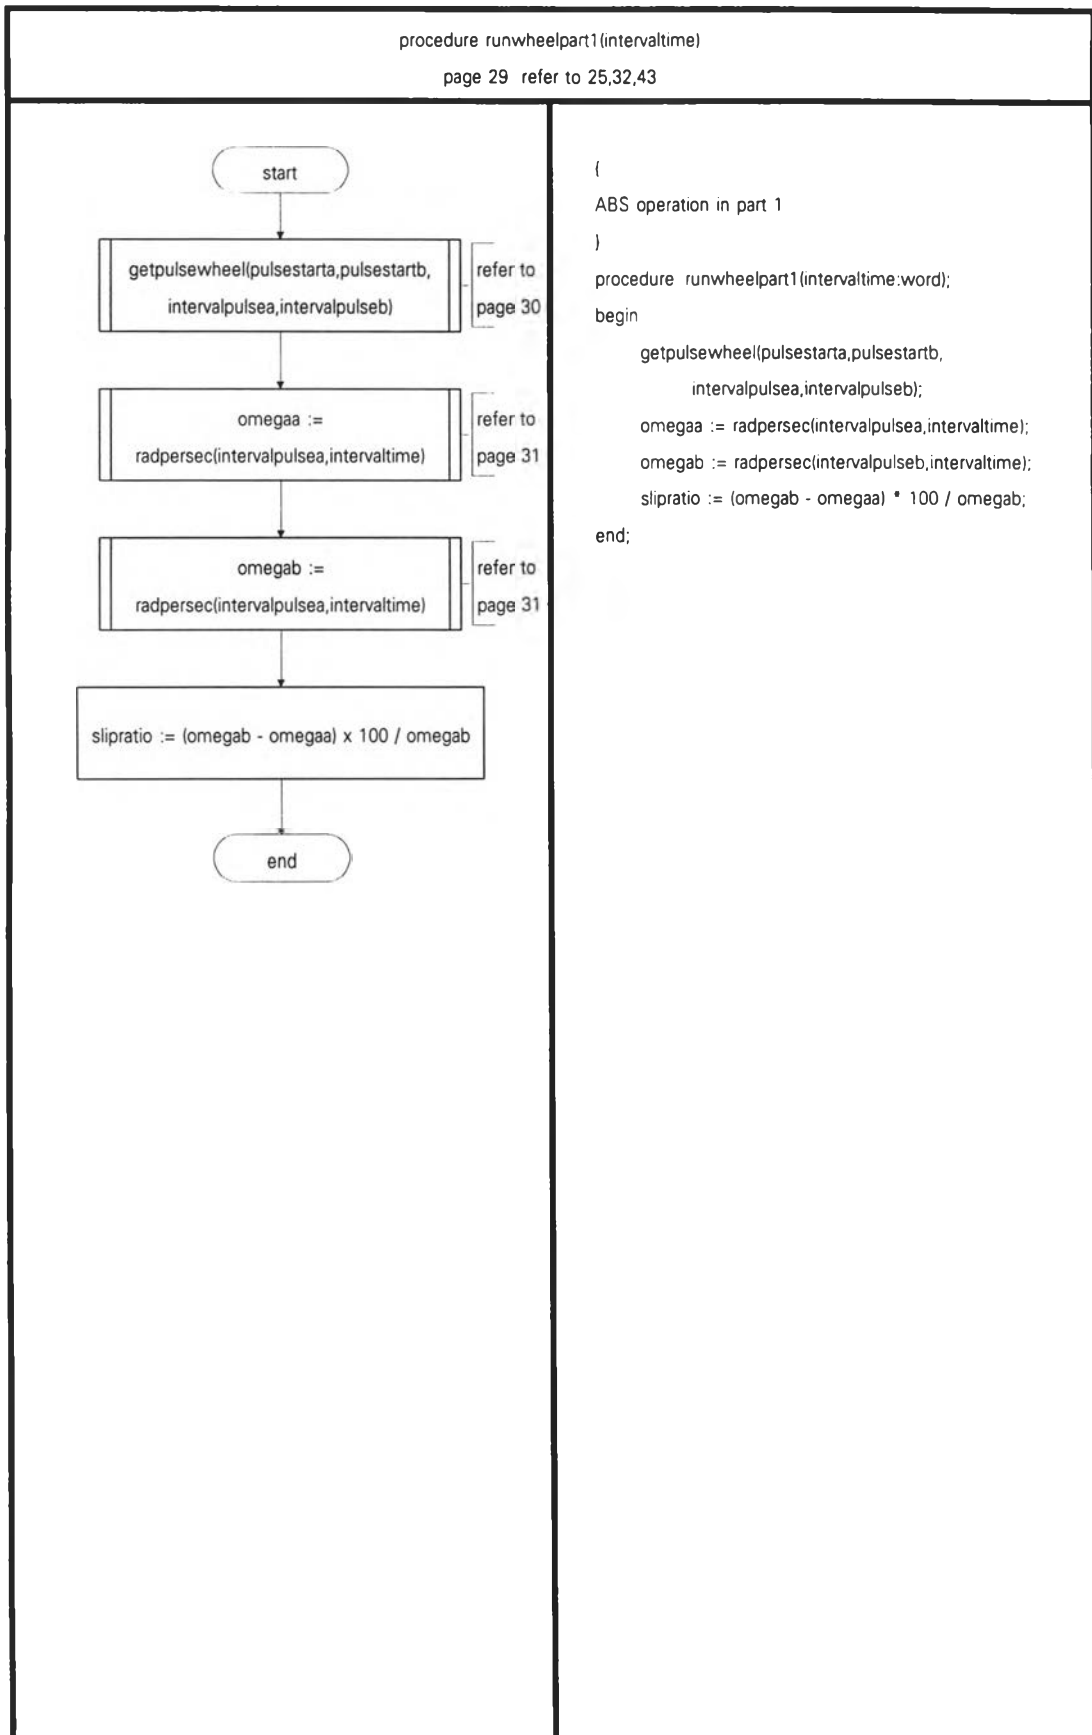 procedure runwheelpart1(intervaltime)
page 29 refer to 25,32,43
start
getpulsewheel(pulsestarta,pulsestartb,
intervalpulsea,intervalpulseb)
refer to
page 30
omegaa :=
radpersec(intervalpulsea,intervaltime)
refer to
page 31
omegab :=
radpersec(intervalpulsea,intervaltime)
refer to
page 31
slipratio := (omegab - omegaa) x 100 / omegab
end
{
ABS operation in part 1
}
procedure runwheelpart1(intervaltime:word);
begin
getpulsewheel(pulsestarta,pulsestartb,
intervalpulsea,intervalpulseb);
omegaa := radpersec(intervalpulsea,intervaltime);
omegab := radpersec(intervalpulseb,intervaltime);
slipratio := (omegab - omegaa) * 100 / omegab;
end;